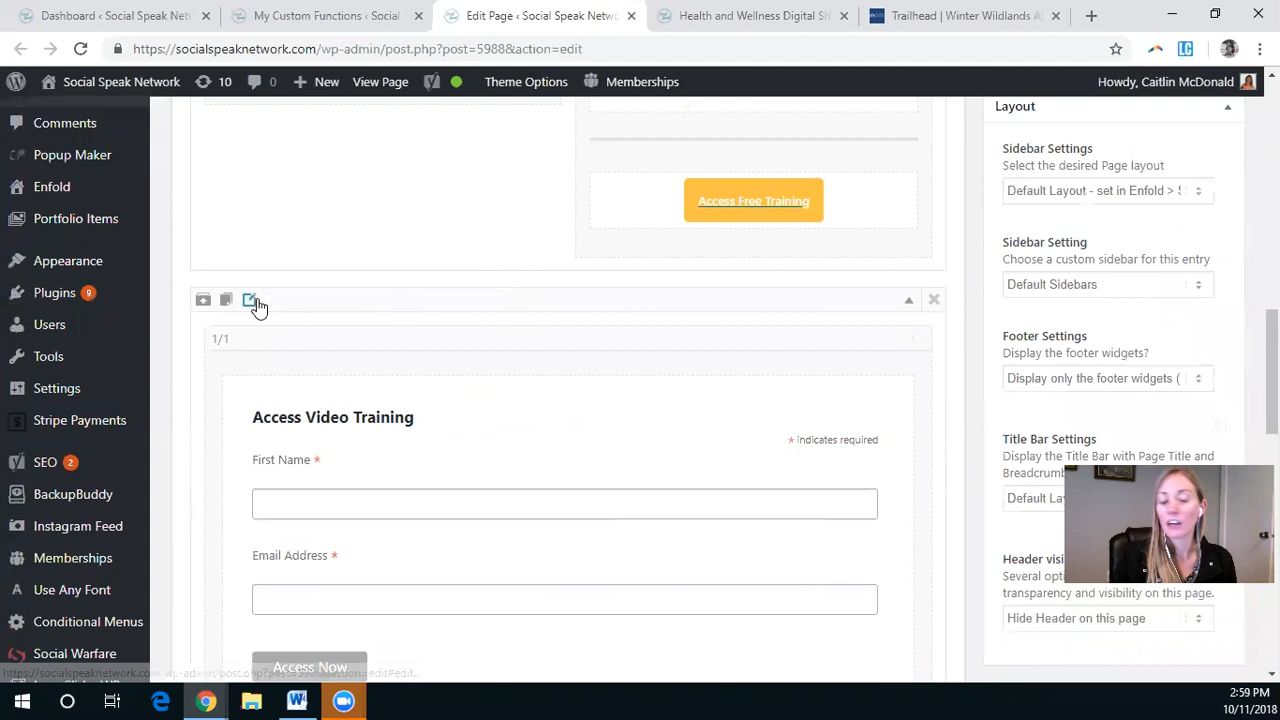 Dashboard ‹ Social Speak Netw
My Custom Functions ‹ Social
Edit Page ‹ Social Speak Netwo
Health and Wellness Digital St
Trailhead | Winter Wildlands A
https://socialspeaknetwork.com/wp-admin/post.php?post=5988&action=edit
Social Speak Network
10
0
New
View Page
Theme Options
Memberships
Howdy, Caitlin McDonald
Comments
Popup Maker
Enfold
Portfolio Items
Appearance
Plugins 9
Users
Tools
Settings
Stripe Payments
SEO 2
BackupBuddy
Instagram Feed
Memberships
Use Any Font
Conditional Menus
Social Warfare
Access Free Training
1/1
Access Video Training
* indicates required
First Name *
Email Address *
Access Now
Layout
Sidebar Settings
Select the desired Page layout
Default Layout - set in Enfold > S
Sidebar Setting
Choose a custom sidebar for this entry
Default Sidebars
Footer Settings
Display the footer widgets?
Display only the footer widgets (
Title Bar Settings
Display the Title Bar with Page Title and
Breadcrumb
Default Lay
Header visi
Several opti
transparency and visibility on this page.
Hide Header on this page
2:59 PM
10/11/2018